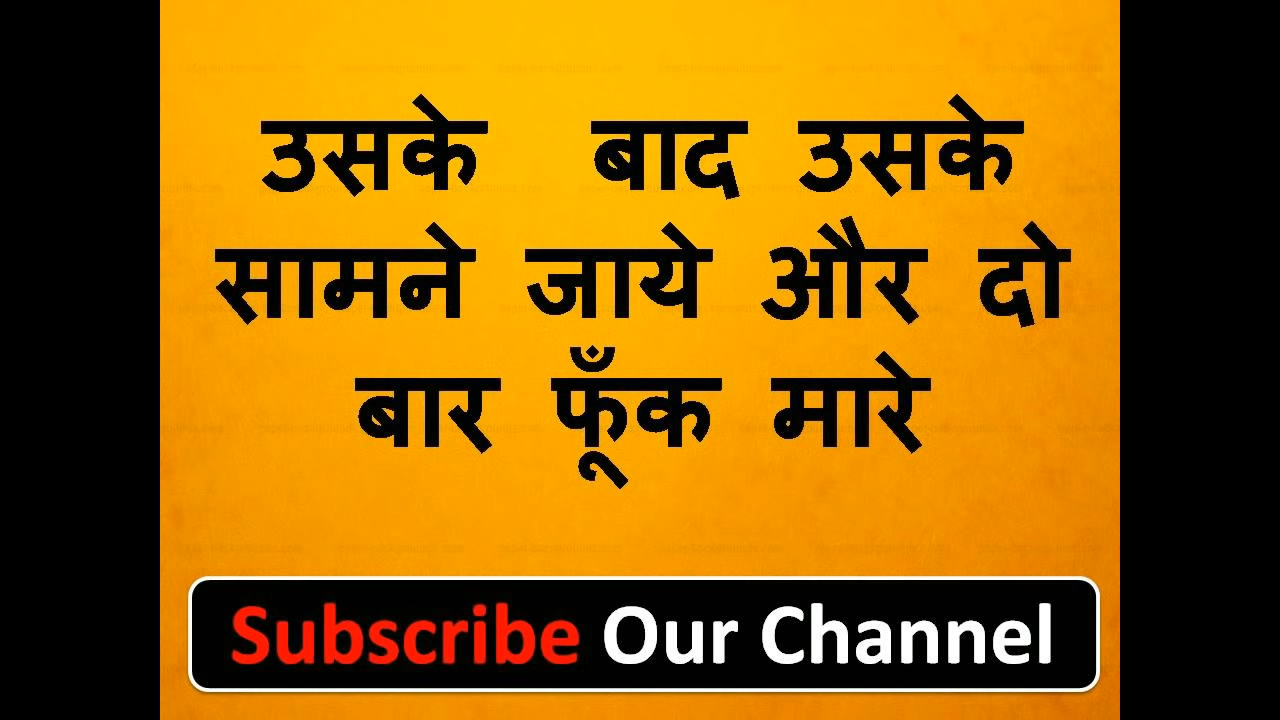 उसके बाद उसके
सामने जाये और दो
बार फूँक मारे
Subscribe Our Channel